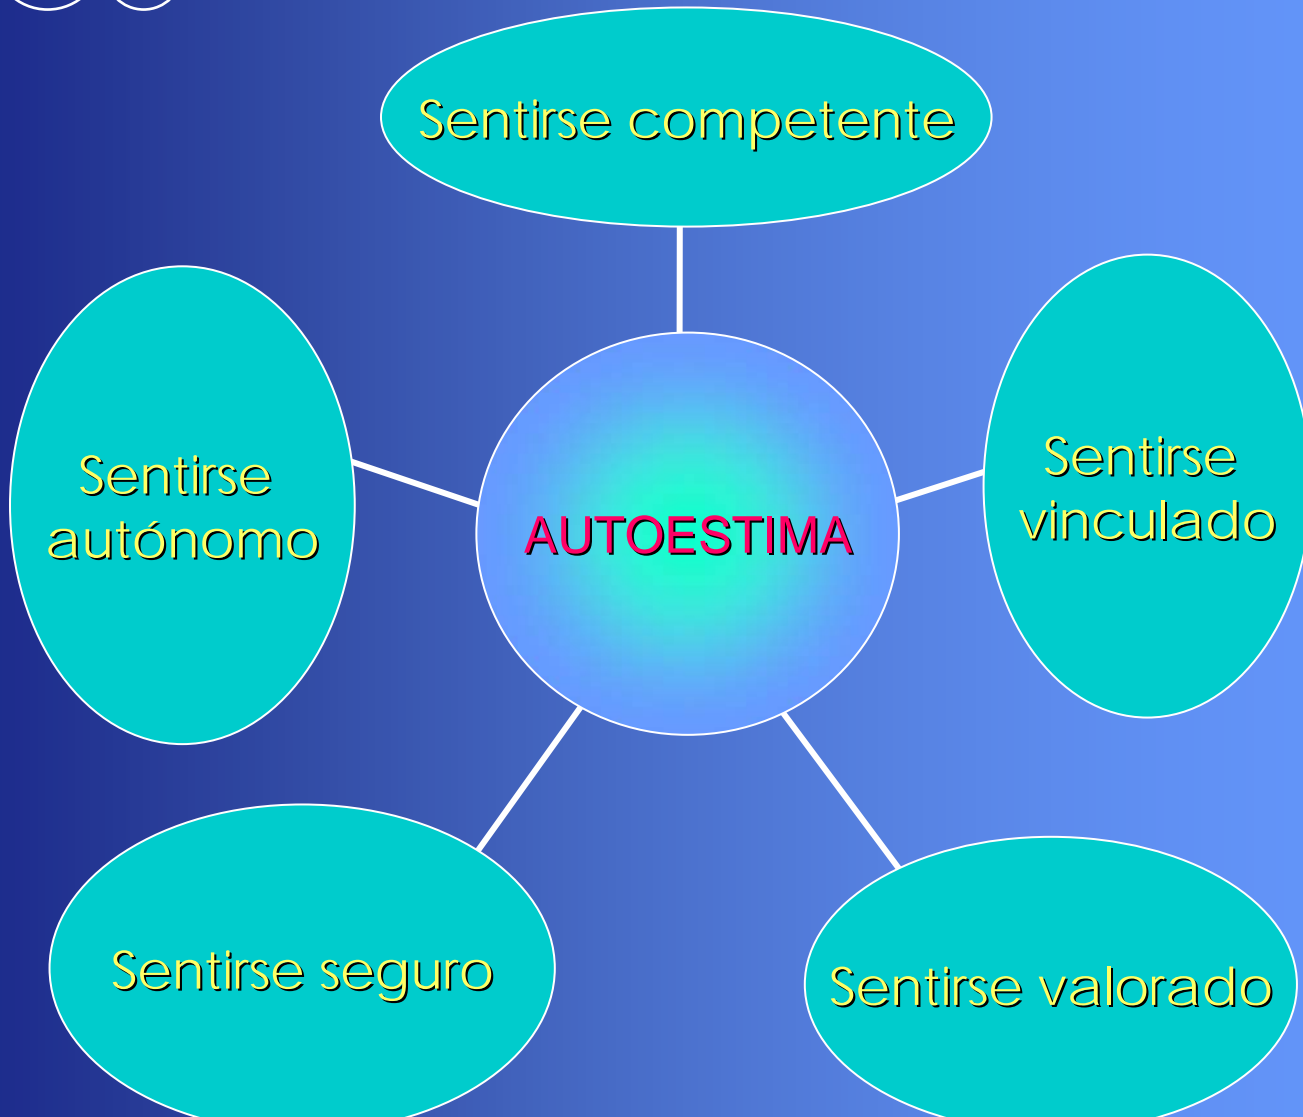 Sentirse competente
Sentirse
autónomo
AUTOESTIMA
Sentirse
vinculado
Sentirse seguro
Sentirse valorado